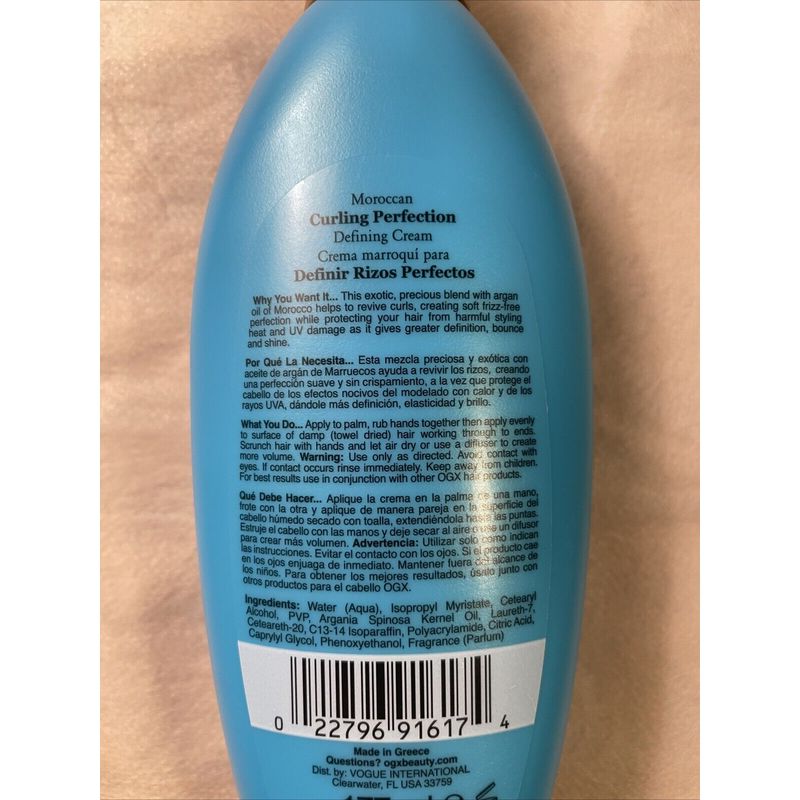 Moroccan
Curling Perfection
Defining Cream
Crema marroquí para
Definir Rizos Perfectos
Why You Want It... This exotic, precious blend with argan
oil of Morocco helps to revive curls, creating soft frizz-free
perfection while protecting your hair from harmful styling
heat and UV damage as it gives greater definition, bounce
and shine.
Por Qué La Necesita... Esta mezcla preciosa y exótica con
aceite de argán de Marruecos ayuda a revivir los rizos, creando
una perfección suave y sin crispamiento, a la vez que protege el
cabello de los efectos nocivos del modelado con calor y de los
rayos UVA, dándole más definición, elasticidad y brillo.
What You Do... Apply to palm, rub hands together then apply evenly
to surface of damp (towel dried) hair working through to ends.
Scrunch hair with hands and let air dry or use a diffuser to create
more volume. Warning: Use only as directed. Avoid contact with
eyes. If contact occurs rinse immediately. Keep away from children.
For best results use in conjunction with other OGX hair products.
Qué Debe Hacer... Aplique la crema en la palma de una mano,
frote con la otra y aplique de manera pareja en la superficie del
cabello húmedo secado con toalla, extendiéndola hasta las puntas.
Estruje el cabello con las manos y deje secar al aire o use un difusor
para crear más volumen. Advertencia: Utilizar solo como indican
las instrucciones. Evitar el contacto con los ojos. Si el producto cae
en los ojos enjuaga de inmediato. Mantener fuera del alcance de
los niños. Para obtener los mejores resultados, úsalo junto con
otros productos para el cabello OGX.
Ingredients: Water (Aqua), Isopropyl Myristate, Cetearyl
Alcohol, PVP, Argania Spinosa Kernel Oil, Laureth-7,
Ceteareth-20, C13-14 Isoparaffin, Polyacrylamide, Citric Acid,
Caprylyl Glycol, Phenoxyethanol, Fragrance (Parfum)
0 22796 91617 4
Made in Greece
Questions? ogxbeauty.com
Dist. by: VOGUE INTERNATIONAL
Clearwater, FL USA 33759